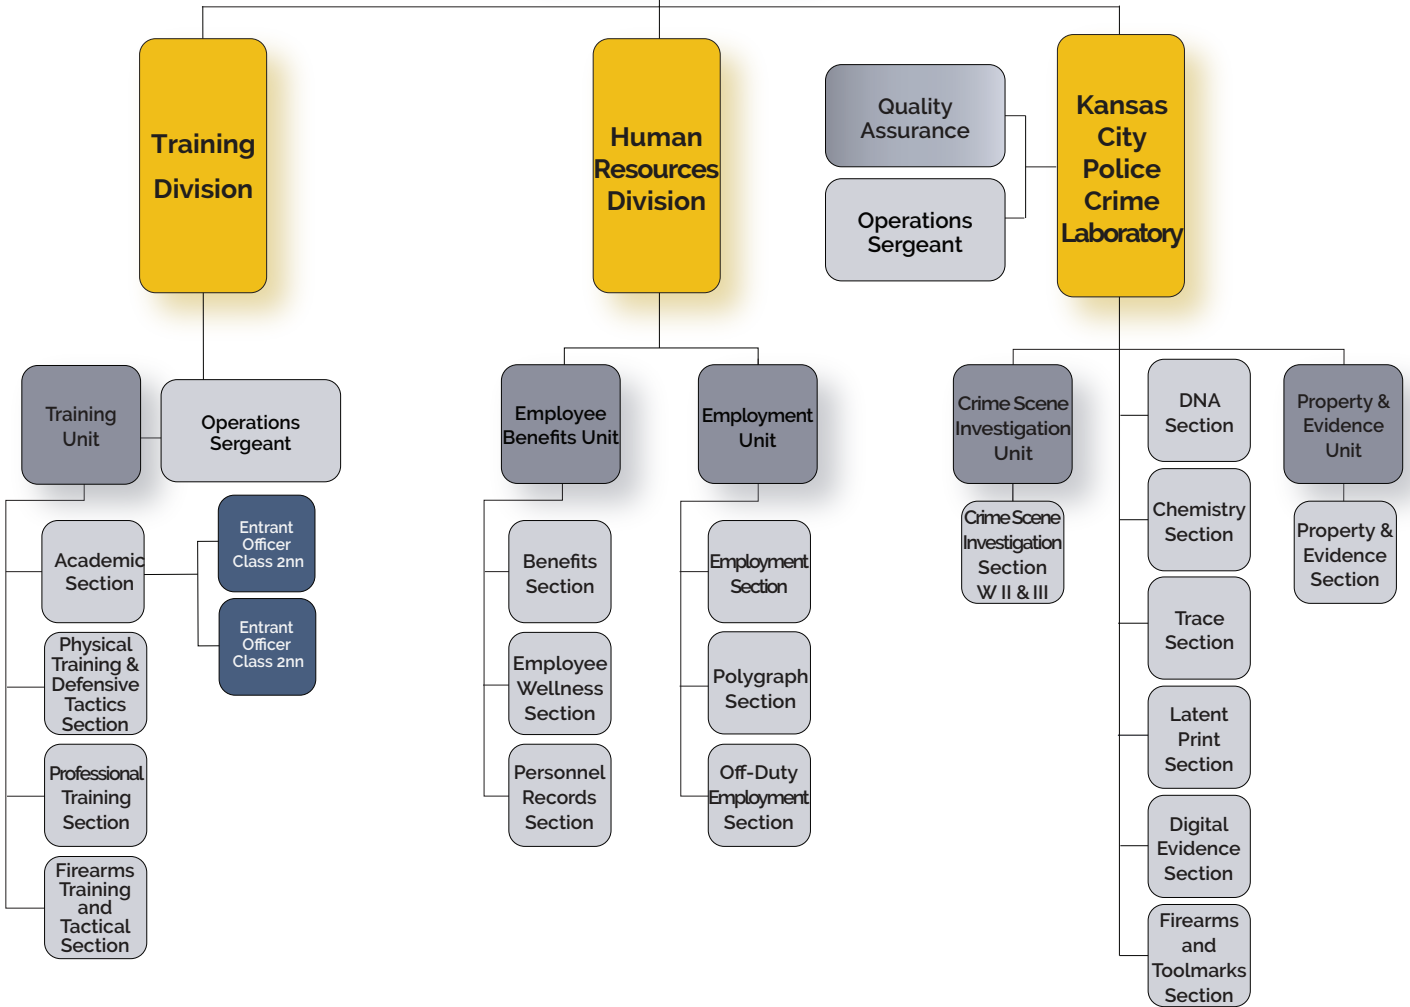 Training
Division
Human
Resources
Division
Quality
Assurance
Operations
Sergeant
Kansas
City
Police
Crime
Laboratory
Training
Unit
Operations
Sergeant
Academic
Section
Entrant
Officer
Class 2nn
Entrant
Officer
Class 2nn
Physical
Training &
Defensive
Tactics
Section
Professional
Training
Section
Firearms
Training
and
Tactical
Section
Employee
Benefits Unit
Benefits
Section
Employee
Wellness
Section
Personnel
Records
Section
Employment
Unit
Employment
Section
Polygraph
Section
Off-Duty
Employment
Section
Crime Scene
Investigation
Unit
Crime Scene
Investigation
Section
W II & III
DNA
Section
Chemistry
Section
Trace
Section
Latent
Print
Section
Digital
Evidence
Section
Firearms
and
Toolmarks
Section
Property &
Evidence
Unit
Property &
Evidence
Section